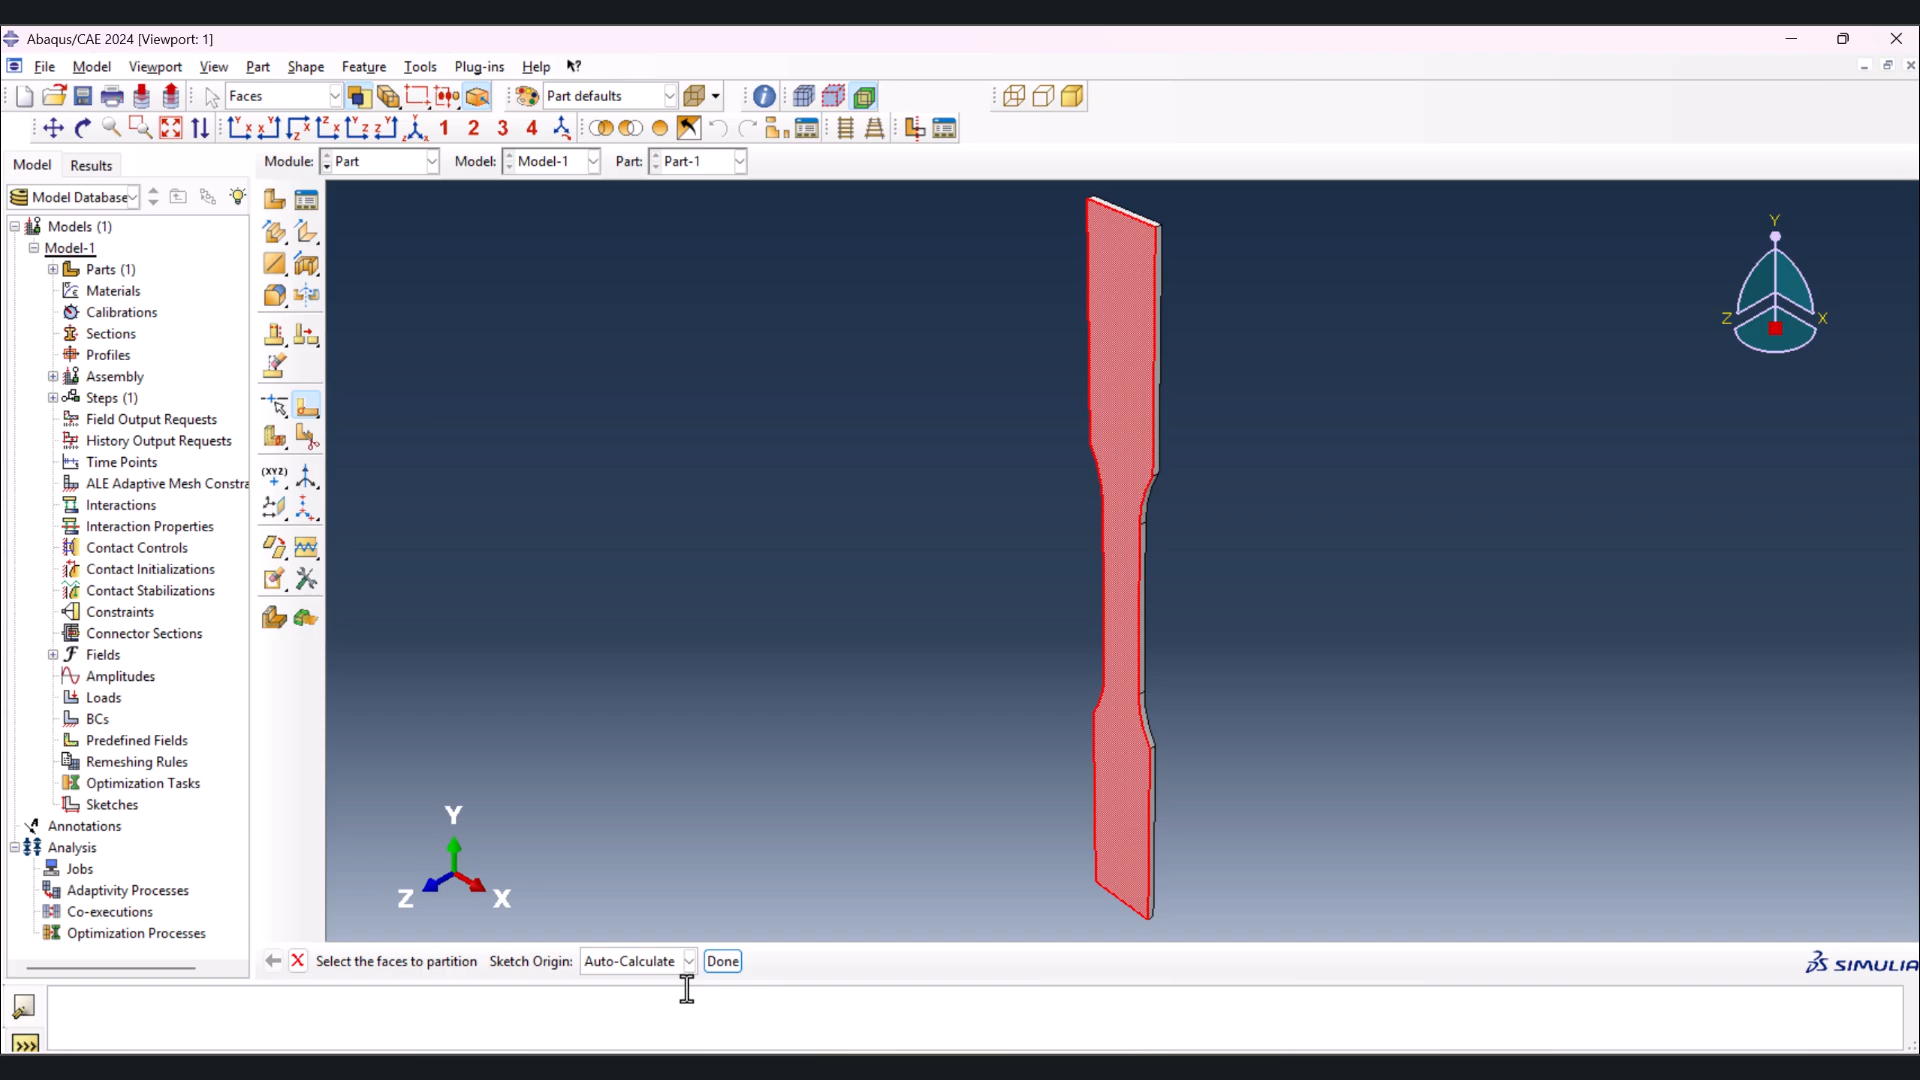 Abaqus/CAE 2024 [Viewport: 1]
File Model Viewport View Part Shape Feature Tools Plug-ins Help
Faces Part defaults
1 2 3 4
Model Results Module: Part Model: Model-1 Part: Part-1
Model Database
Models (1)
Model-1
Parts (1)
Materials
Calibrations
Sections
Profiles
Assembly
Steps (1)
Field Output Requests
History Output Requests
Time Points
ALE Adaptive Mesh Constra
Interactions
Interaction Properties
Contact Controls
Contact Initializations
Contact Stabilizations
Constraints
Connector Sections
Fields
Amplitudes
Loads
BCs
Predefined Fields
Remeshing Rules
Optimization Tasks
Sketches
Annotations
Analysis
Jobs
Adaptivity Processes
Co-executions
Optimization Processes
(XYZ)
Y
Z X
Y
Z X
Select the faces to partition Sketch Origin: Auto-Calculate Done
SIMULIA
>>>